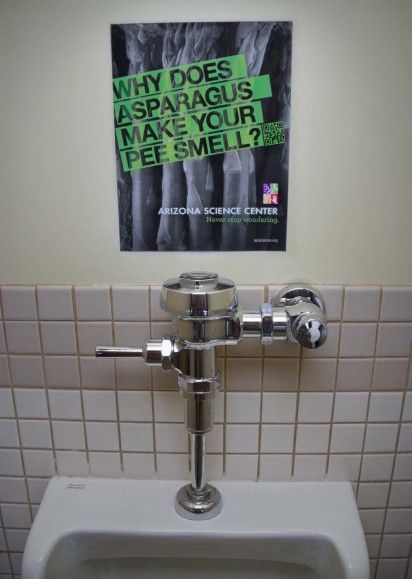 WHY DOES
ASPARAGUS
MAKE YOUR
PEE SMELL?
ARIZONA SCIENCE CENTER
Never stop wondering.